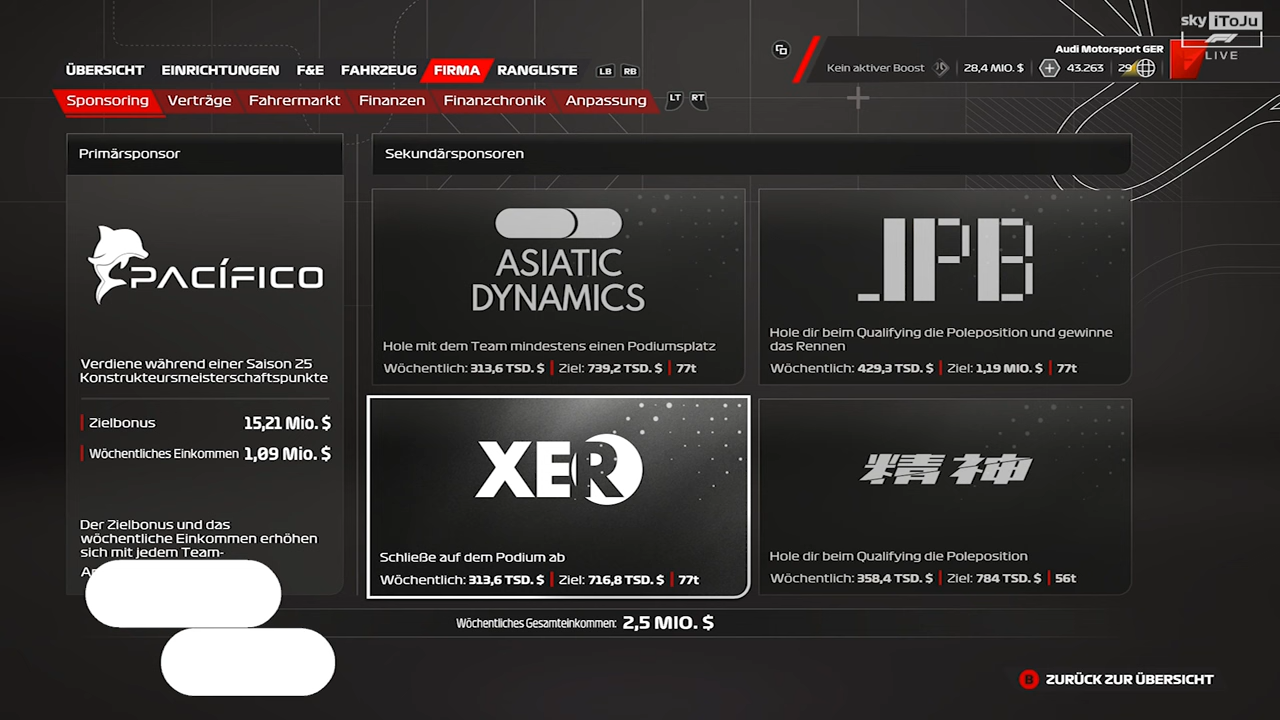 sky iToJu
F1
LIVE
Audi Motorsport GER
Kein aktiver Boost 28,4 MIO. $ 43.263 29
ÜBERSICHT EINRICHTUNGEN F&E FAHRZEUG FIRMA RANGLISTE LB RB
Sponsoring Verträge Fahrermarkt Finanzen Finanzchronik Anpassung LT RT
Primärsponsor
PACÍFICO
Verdiene während einer Saison 25
Konstrukteursmeisterschaftspunkte
Zielbonus 15,21 Mio. $
Wöchentliches Einkommen 1,09 Mio. $
Der Zielbonus und das
wöchentliche Einkommen erhöhen
sich mit jedem Team-
Sekundärsponsoren
ASIATIC
DYNAMICS
Hole mit dem Team mindestens einen Podiumsplatz
Wöchentlich: 313,6 TSD. $ Ziel: 739,2 TSD. $ 77t
JPB
Hole dir beim Qualifying die Poleposition und gewinne
das Rennen
Wöchentlich: 429,3 TSD. $ Ziel: 1,19 MIO. $ 77t
XER
Schließe auf dem Podium ab
Wöchentlich: 313,6 TSD. $ Ziel: 716,8 TSD. $ 77t
精神
Hole dir beim Qualifying die Poleposition
Wöchentlich: 358,4 TSD. $ Ziel: 784 TSD. $ 56t
Wöchentliches Gesamteinkommen: 2,5 MIO. $
B ZURÜCK ZUR ÜBERSICHT